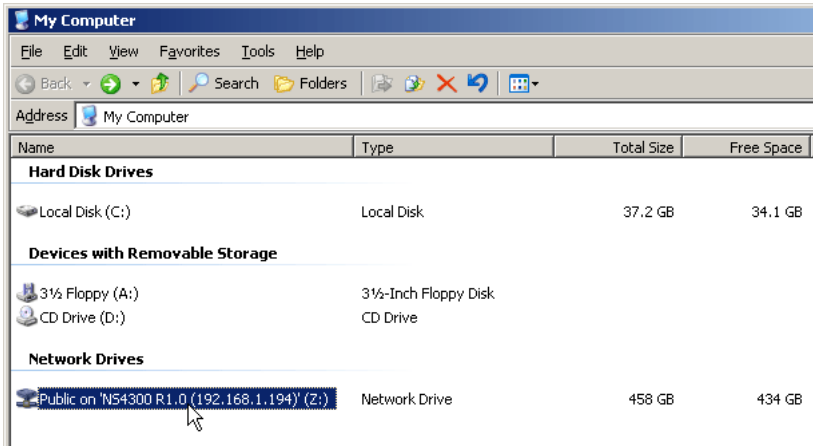 My Computer
File Edit View Favorites Tools Help
Back Search Folders
Address My Computer
Name Type Total Size Free Space
Hard Disk Drives
Local Disk (C:) Local Disk 37.2 GB 34.1 GB
Devices with Removable Storage
3½ Floppy (A:) 3½-Inch Floppy Disk
CD Drive (D:) CD Drive
Network Drives
Public on 'NS4300 R1.0 (192.168.1.194)' (Z:) Network Drive 458 GB 434 GB